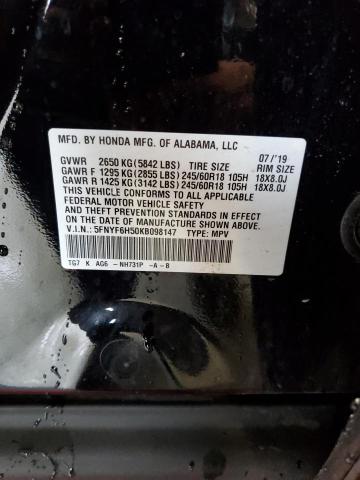 MFD. BY HONDA MFG. OF ALABAMA, LLC
07/'19
GVWR 2650 KG (5842 LBS) TIRE SIZE RIM SIZE
GAWR F 1295 KG (2855 LBS) 245/60R18 105H 18X8.0J
GAWR R 1425 KG (3142 LBS) 245/60R18 105H 18X8.0J
THIS VEHICLE CONFORMS TO ALL APPLICABLE
FEDERAL MOTOR VEHICLE SAFETY
AND THEFT PREVENTION STANDARDS IN EFFECT
ON THE DATE OF MANUFACTURE SHOWN ABOVE.
V.I.N.: 5FNYF6H50KB098147 TYPE: MPV
TG7 K AG6 -NH731P -A-B